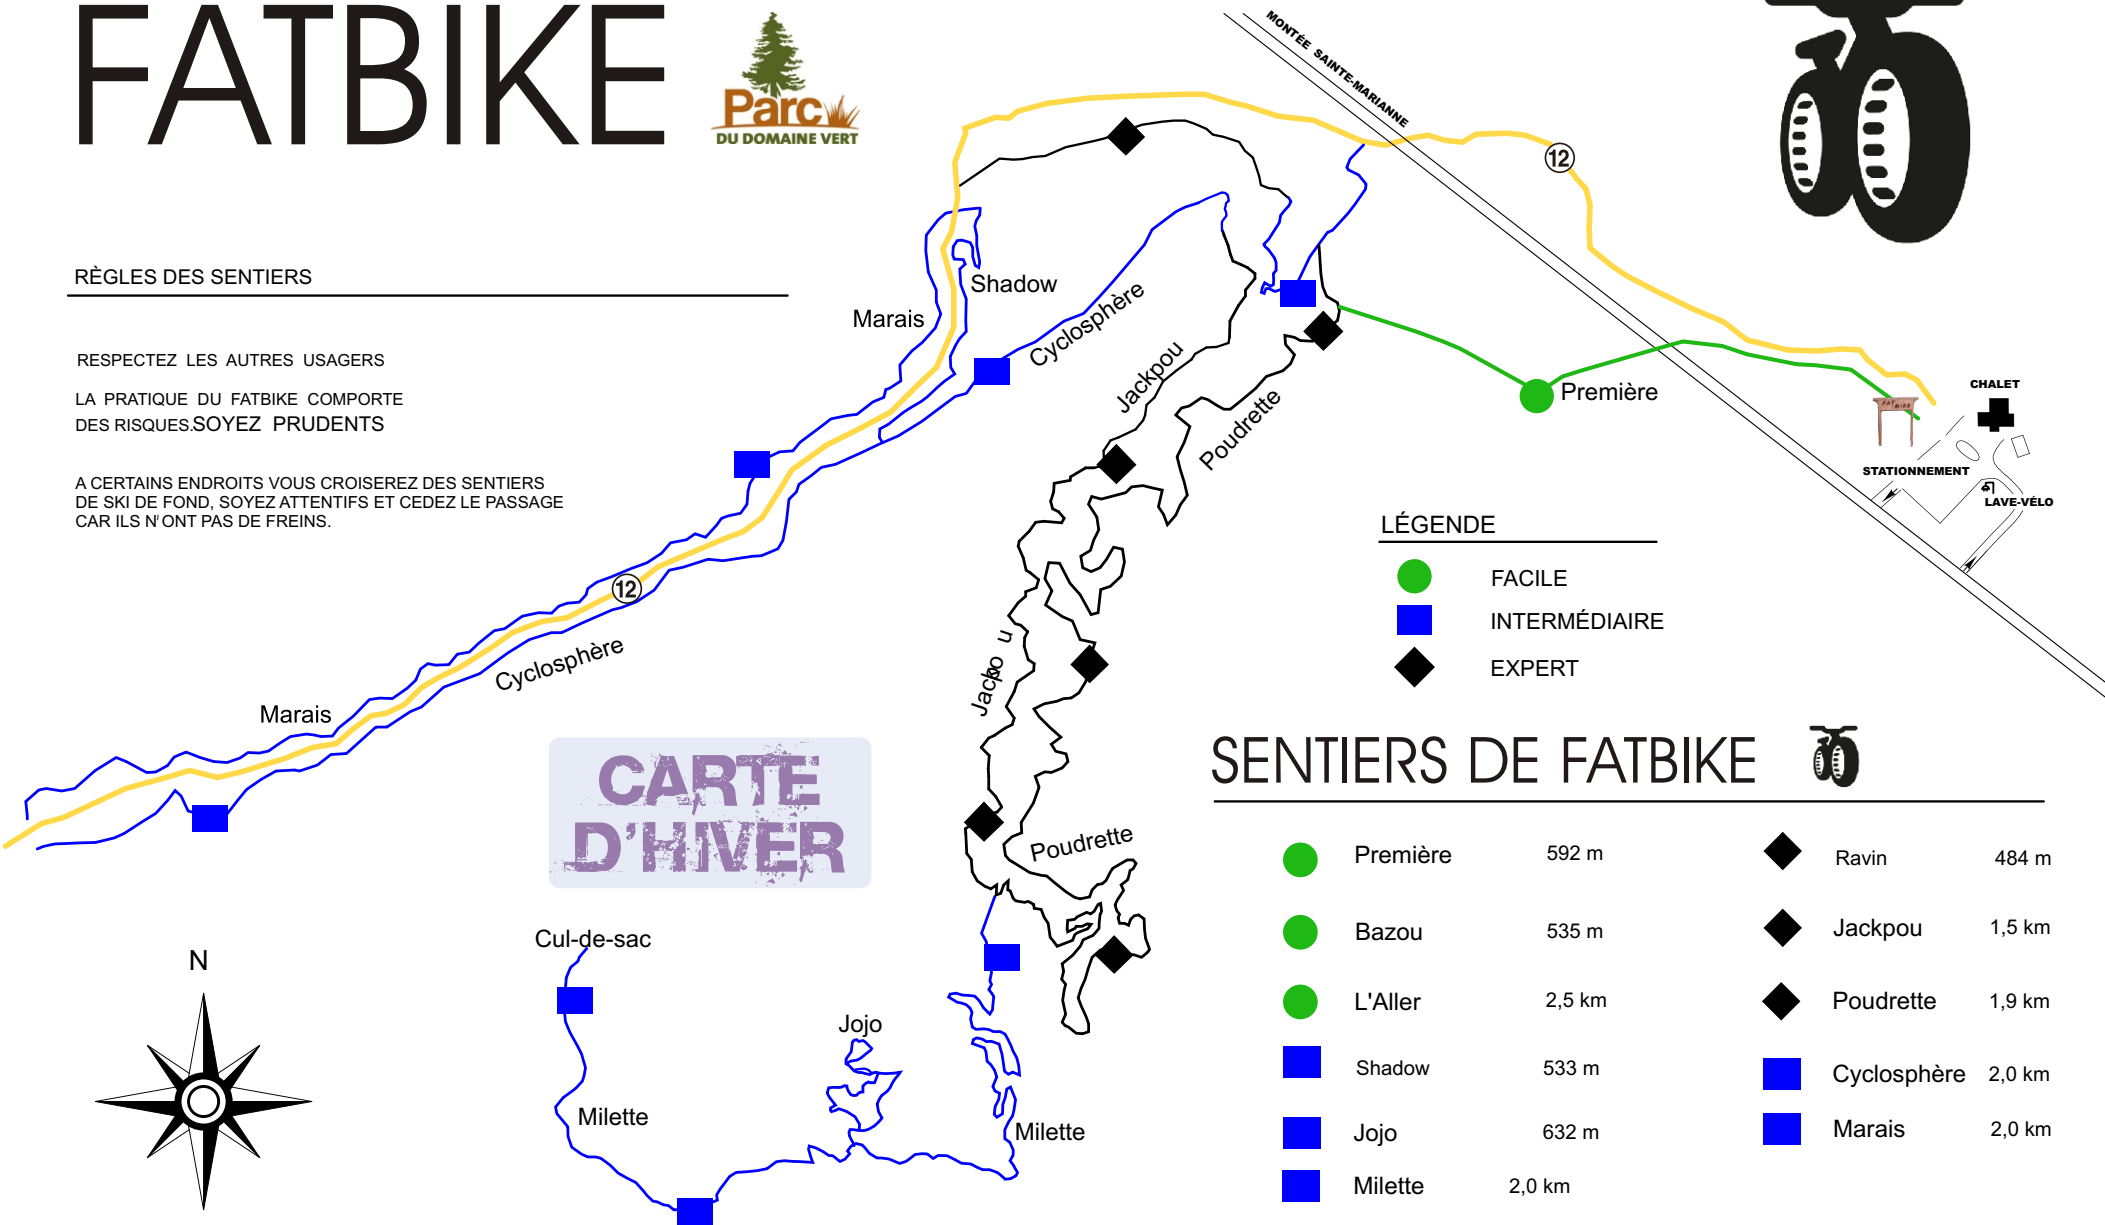 FATBIKE
Parc
DU DOMAINE VERT
MONTÉE SAINTE-MARIANNE
12
RÈGLES DES SENTIERS
RESPECTEZ LES AUTRES USAGERS
LA PRATIQUE DU FATBIKE COMPORTE
DES RISQUES.SOYEZ PRUDENTS
A CERTAINS ENDROITS VOUS CROISEREZ DES SENTIERS
DE SKI DE FOND, SOYEZ ATTENTIFS ET CEDEZ LE PASSAGE
CAR ILS N'ONT PAS DE FREINS.
Shadow
Marais
Cyclosphère
Jackpou
Poudrette
Première
CHALET
FAT BIKE
STATIONNEMENT
LAVE-VÉLO
12
Cyclosphère
Marais
Jackpou
Poudrette
LÉGENDE
FACILE
INTERMÉDIAIRE
EXPERT
CARTE
D'HIVER
N
Cul-de-sac
Milette
Jojo
Milette
SENTIERS DE FATBIKE
Première 592 m
Bazou 535 m
L'Aller 2,5 km
Shadow 533 m
Jojo 632 m
Milette 2,0 km
Ravin 484 m
Jackpou 1,5 km
Poudrette 1,9 km
Cyclosphère 2,0 km
Marais 2,0 km